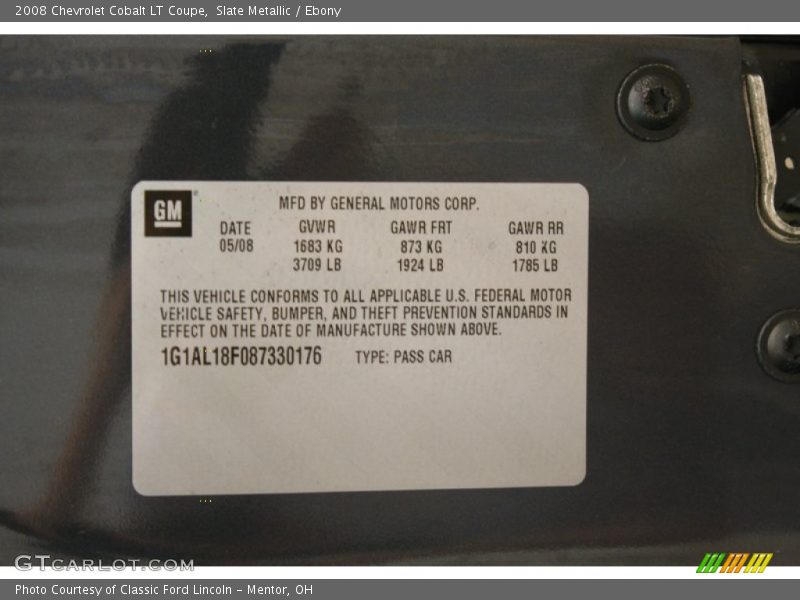 2008 Chevrolet Cobalt LT Coupe, Slate Metallic / Ebony
GM
MFD BY GENERAL MOTORS CORP.
DATE GVWR GAWR FRT GAWR RR
05/08 1683 KG 873 KG 810 KG
3709 LB 1924 LB 1785 LB
THIS VEHICLE CONFORMS TO ALL APPLICABLE U.S. FEDERAL MOTOR
VEHICLE SAFETY, BUMPER, AND THEFT PREVENTION STANDARDS IN
EFFECT ON THE DATE OF MANUFACTURE SHOWN ABOVE.
1G1AL18F087330176 TYPE: PASS CAR
GTCARLOT.COM
Photo Courtesy of Classic Ford Lincoln - Mentor, OH